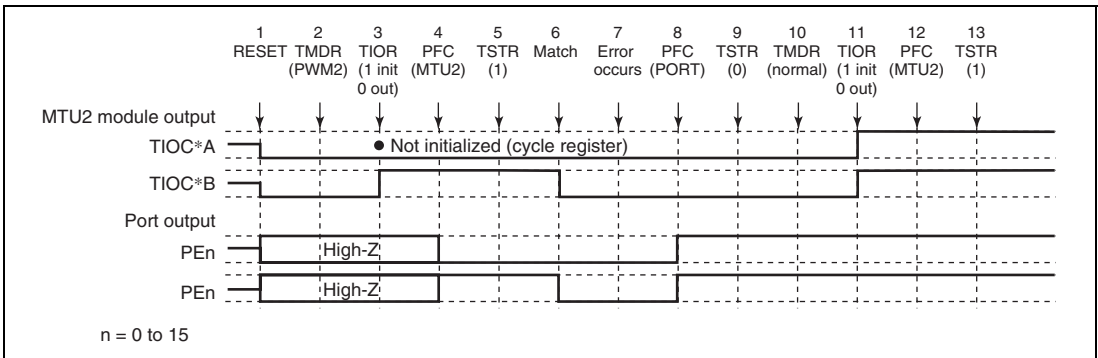 1 2 3 4 5 6 7 8 9 10 11 12 13
RESET TMDR TIOR PFC TSTR Match Error PFC TSTR TMDR TIOR PFC TSTR
(PWM2) (1 init (MTU2) (1) occurs (PORT) (0) (normal) (1 init (MTU2) (1)
0 out) 0 out)
MTU2 module output
TIOC*A ● Not initialized (cycle register)
TIOC*B
Port output
PEn High-Z
PEn High-Z
n = 0 to 15